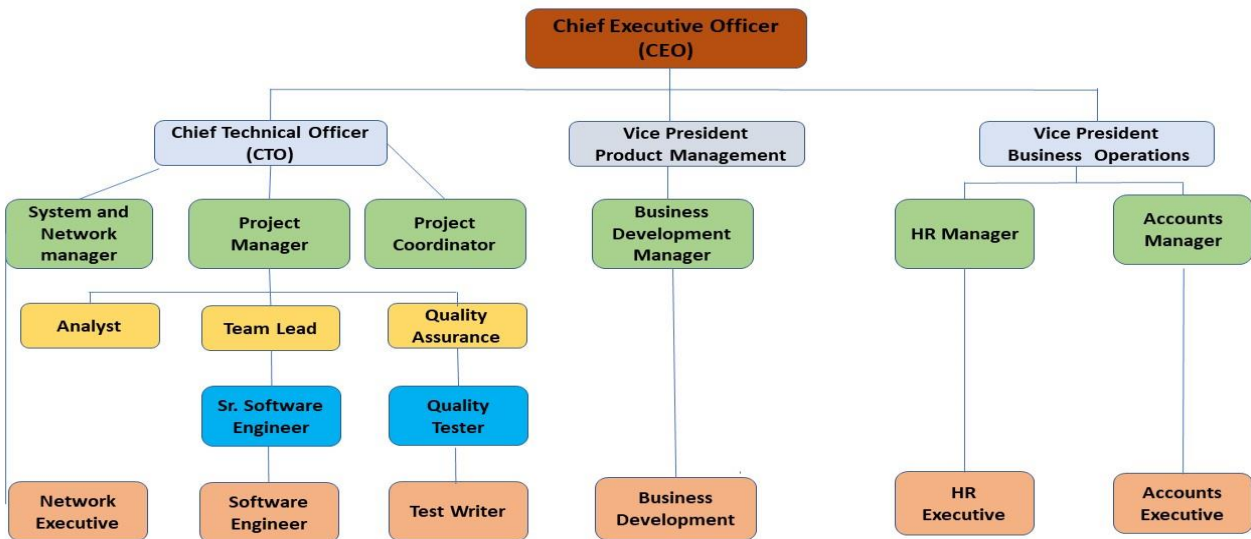 Chief Executive Officer
(CEO)
Chief Technical Officer
(CTO)
Vice President
Product Management
Vice President
Business Operations
System and
Network
manager
Project
Manager
Project
Coordinator
Business
Development
Manager
HR Manager
Accounts
Manager
Analyst
Team Lead
Quality
Assurance
Sr. Software
Engineer
Quality
Tester
Network
Executive
Software
Engineer
Test Writer
Business
Development
HR
Executive
Accounts
Executive